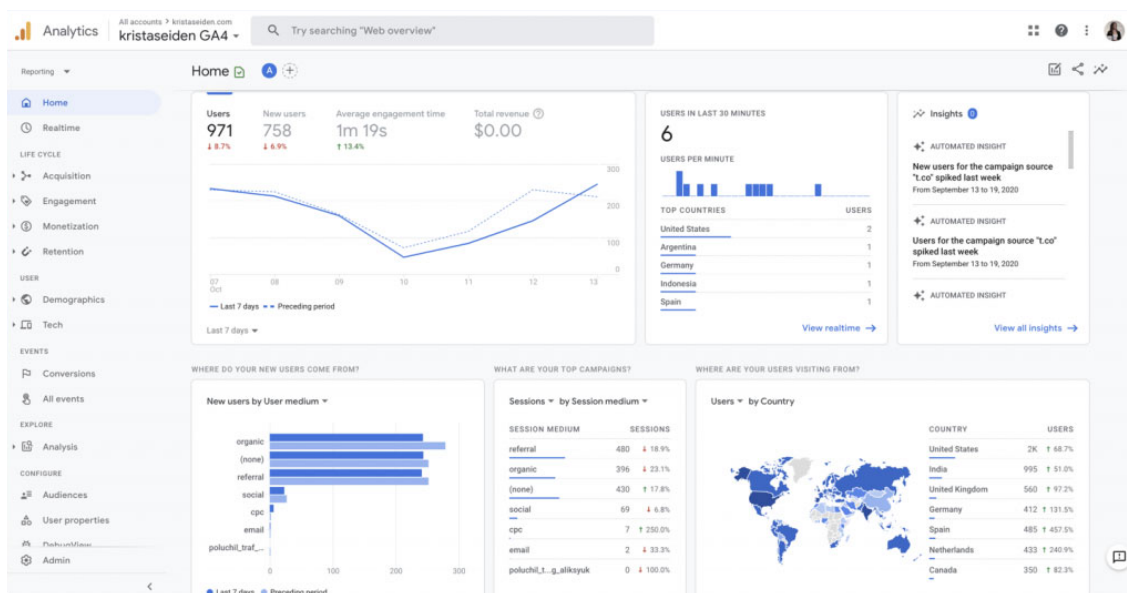 Analytics
All accounts > kristaseiden.com
kristaseiden GA4
Try searching "Web overview"
Reporting
Home
Realtime
LIFE CYCLE
Acquisition
Engagement
Monetization
Retention
USER
Demographics
Tech
EVENTS
Conversions
All events
EXPLORE
Analysis
CONFIGURE
Audiences
User properties
DebugView
Admin
Home
A
Users
971
↓ 8.7%
New users
758
↓ 6.9%
Average engagement time
1m 19s
↑ 13.4%
Total revenue
$0.00
300
200
100
0
07
Oct
08
09
10
11
12
13
Last 7 days
Preceding period
Last 7 days
USERS IN LAST 30 MINUTES
6
USERS PER MINUTE
TOP COUNTRIES USERS
United States 2
Argentina 1
Germany 1
Indonesia 1
Spain 1
View realtime →
Insights 0
AUTOMATED INSIGHT
New users for the campaign source
"t.co" spiked last week
From September 13 to 19, 2020
AUTOMATED INSIGHT
Users for the campaign source "t.co"
spiked last week
From September 13 to 19, 2020
AUTOMATED INSIGHT
View all insights →
WHERE DO YOUR NEW USERS COME FROM?
New users by User medium
organic
(none)
referral
social
cpc
email
poluchil_traf_...
0 100 200 300
Last 7 days Preceding period
WHAT ARE YOUR TOP CAMPAIGNS?
Sessions by Session medium
SESSION MEDIUM SESSIONS
referral 480 ↓ 18.9%
organic 396 ↓ 23.1%
(none) 430 ↑ 17.8%
social 69 ↓ 6.8%
cpc 7 ↑ 250.0%
email 2 ↓ 33.3%
poluchil_t...g_aliksyuk 0 ↓ 100.0%
WHERE ARE YOUR USERS VISITING FROM?
Users by Country
COUNTRY USERS
United States 2K ↑ 68.7%
India 995 ↑ 51.0%
United Kingdom 560 ↑ 97.2%
Germany 412 ↑ 131.5%
Spain 485 ↑ 457.5%
Netherlands 433 ↑ 240.9%
Canada 350 ↑ 82.3%